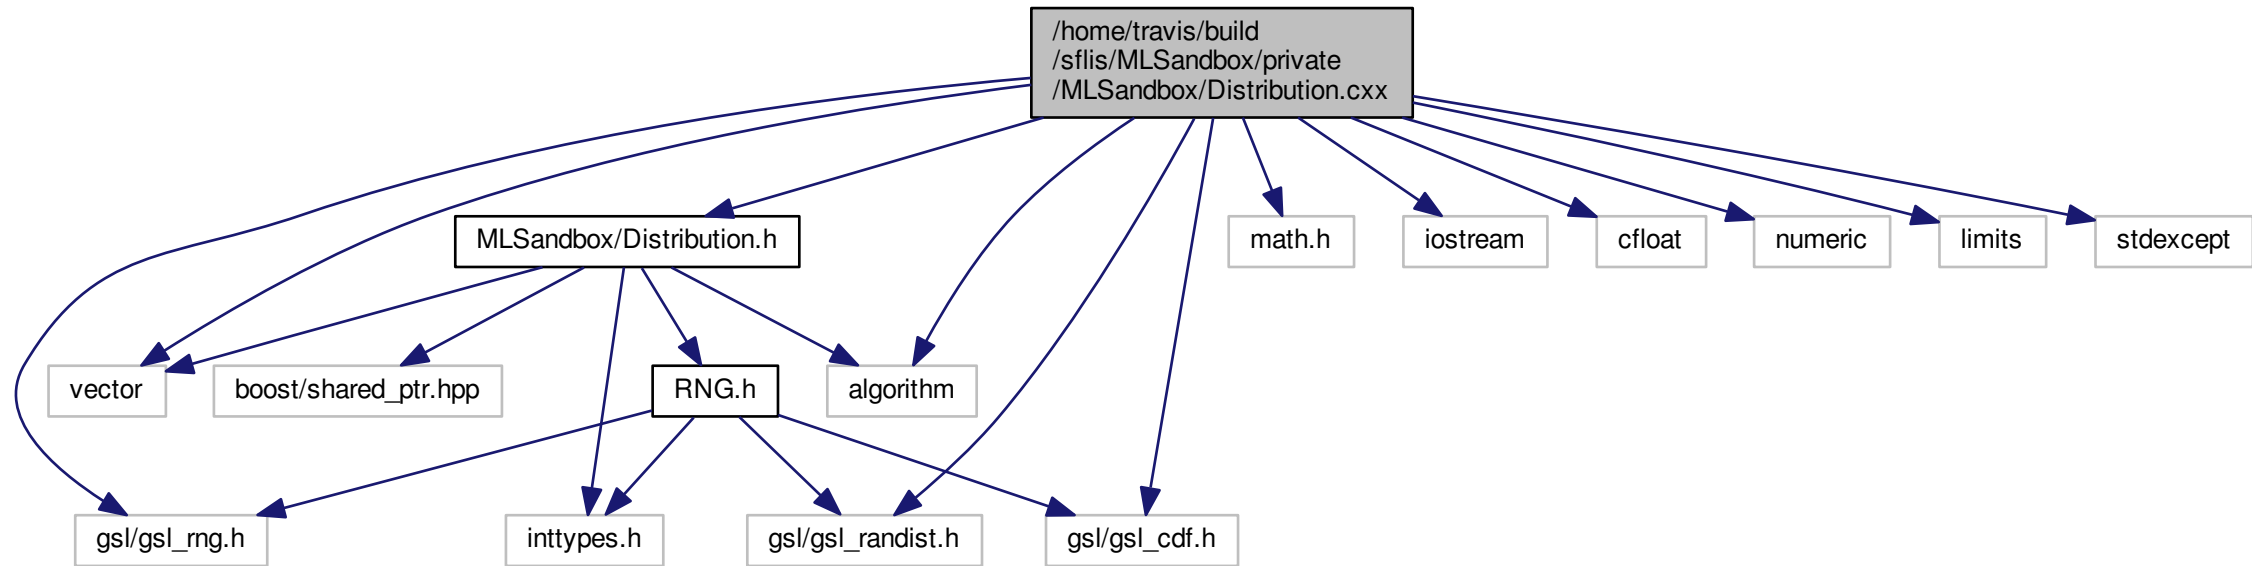 /home/travis/build
/sflis/MLSandbox/private
/MLSandbox/Distribution.cxx
MLSandbox/Distribution.h
math.h
iostream
cfloat
numeric
limits
stdexcept
vector
boost/shared_ptr.hpp
RNG.h
algorithm
gsl/gsl_rng.h
inttypes.h
gsl/gsl_randist.h
gsl/gsl_cdf.h